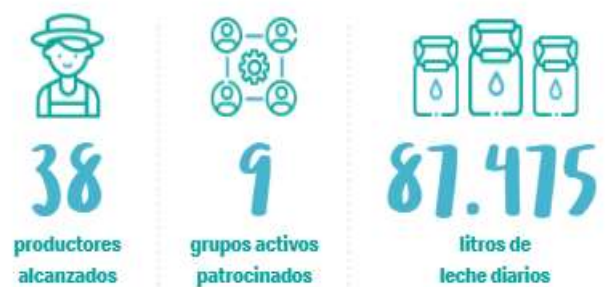 38
productores
alcanzados
9
grupos activos
patrocinados
87.475
litros de
leche diarios